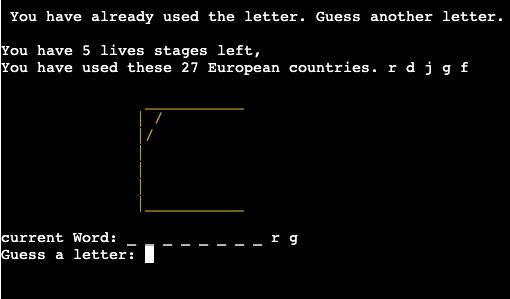 You have already used the letter. Guess another letter.
You have 5 lives stages left,
You have used these 27 European countries. r d j g f
current Word: _ _ _ _ _ _ _ _ r g
Guess a letter: